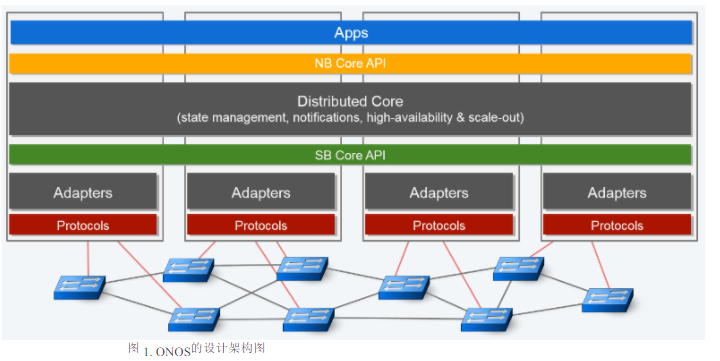 Apps
NB Core API
Distributed Core
(state management, notifications, high-availability & scale-out)
SB Core API
Adapters Adapters Adapters Adapters
Protocols Protocols Protocols Protocols
图 1. ONOS的设计架构图